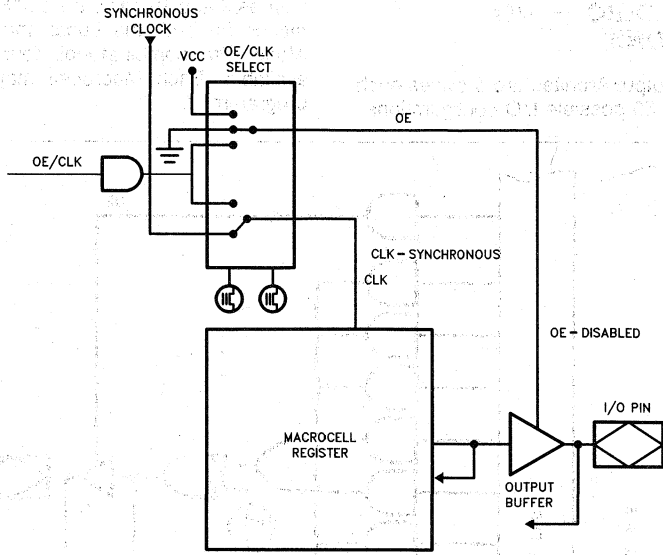 SYNCHRONOUS
CLOCK
VCC
OE/CLK
SELECT
OE
OE/CLK
CLK-SYNCHRONOUS
CLK
OE-DISABLED
I/O PIN
MACROCELL
REGISTER
OUTPUT
BUFFER